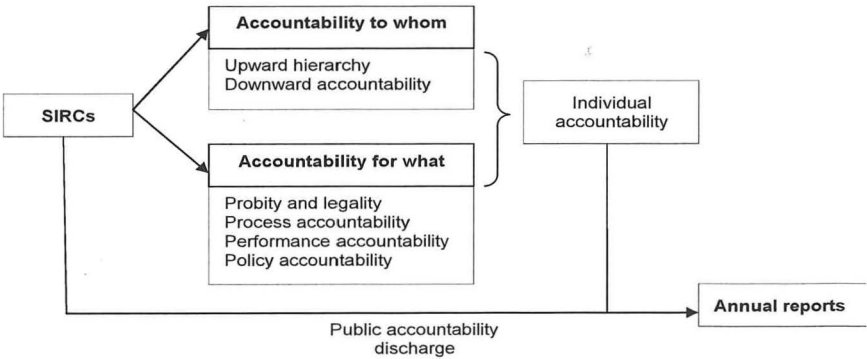 Accountability to whom
Upward hierarchy
Downward accountability
SIRCs
Individual
accountability
Accountability for what
Probity and legality
Process accountability
Performance accountability
Policy accountability
Annual reports
Public accountability
discharge